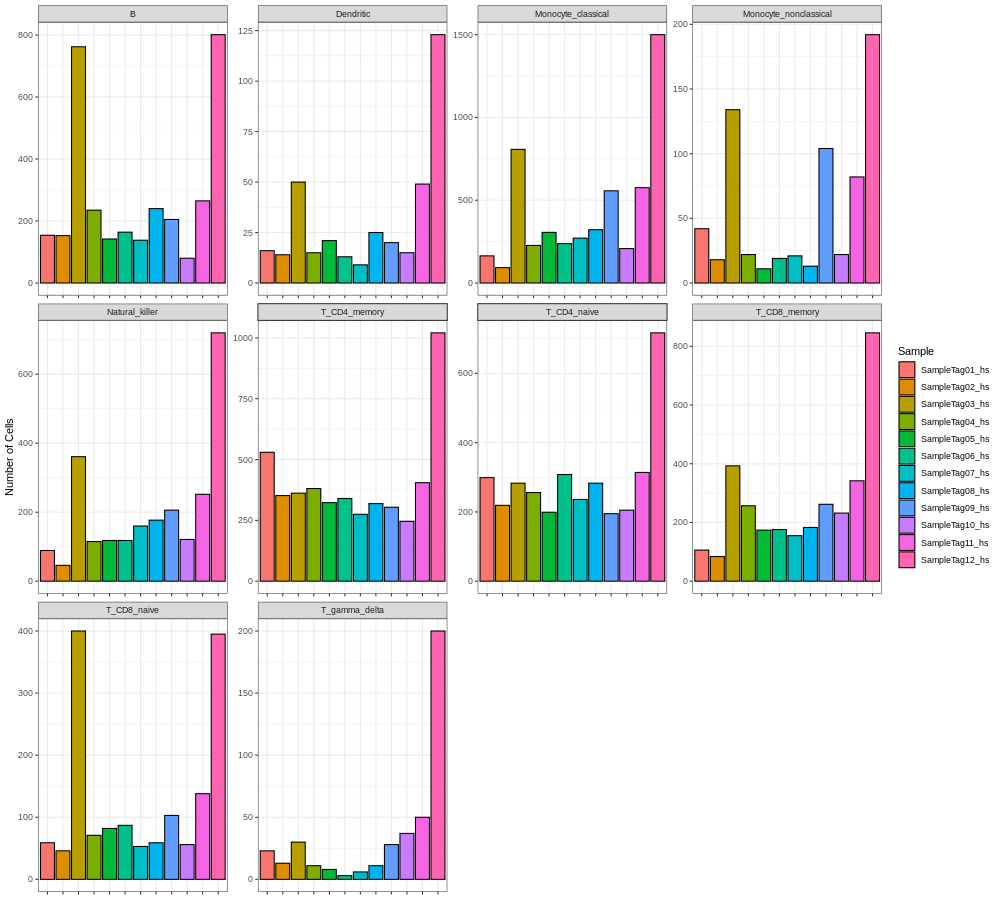 B
Dendritic
Monocyte_classical
Monocyte_nonclassical
800
600
400
200
0
125
100
75
50
25
0
1500
1000
500
0
200
150
100
50
0
Natural_killer
T_CD4_memory
T_CD4_naive
T_CD8_memory
600
400
200
0
1000
750
500
250
0
600
400
200
0
800
600
400
200
0
T_CD8_naive
T_gamma_delta
400
300
200
100
0
200
150
100
50
0
Number of Cells
Sample
SampleTag01_hs
SampleTag02_hs
SampleTag03_hs
SampleTag04_hs
SampleTag05_hs
SampleTag06_hs
SampleTag07_hs
SampleTag08_hs
SampleTag09_hs
SampleTag10_hs
SampleTag11_hs
SampleTag12_hs